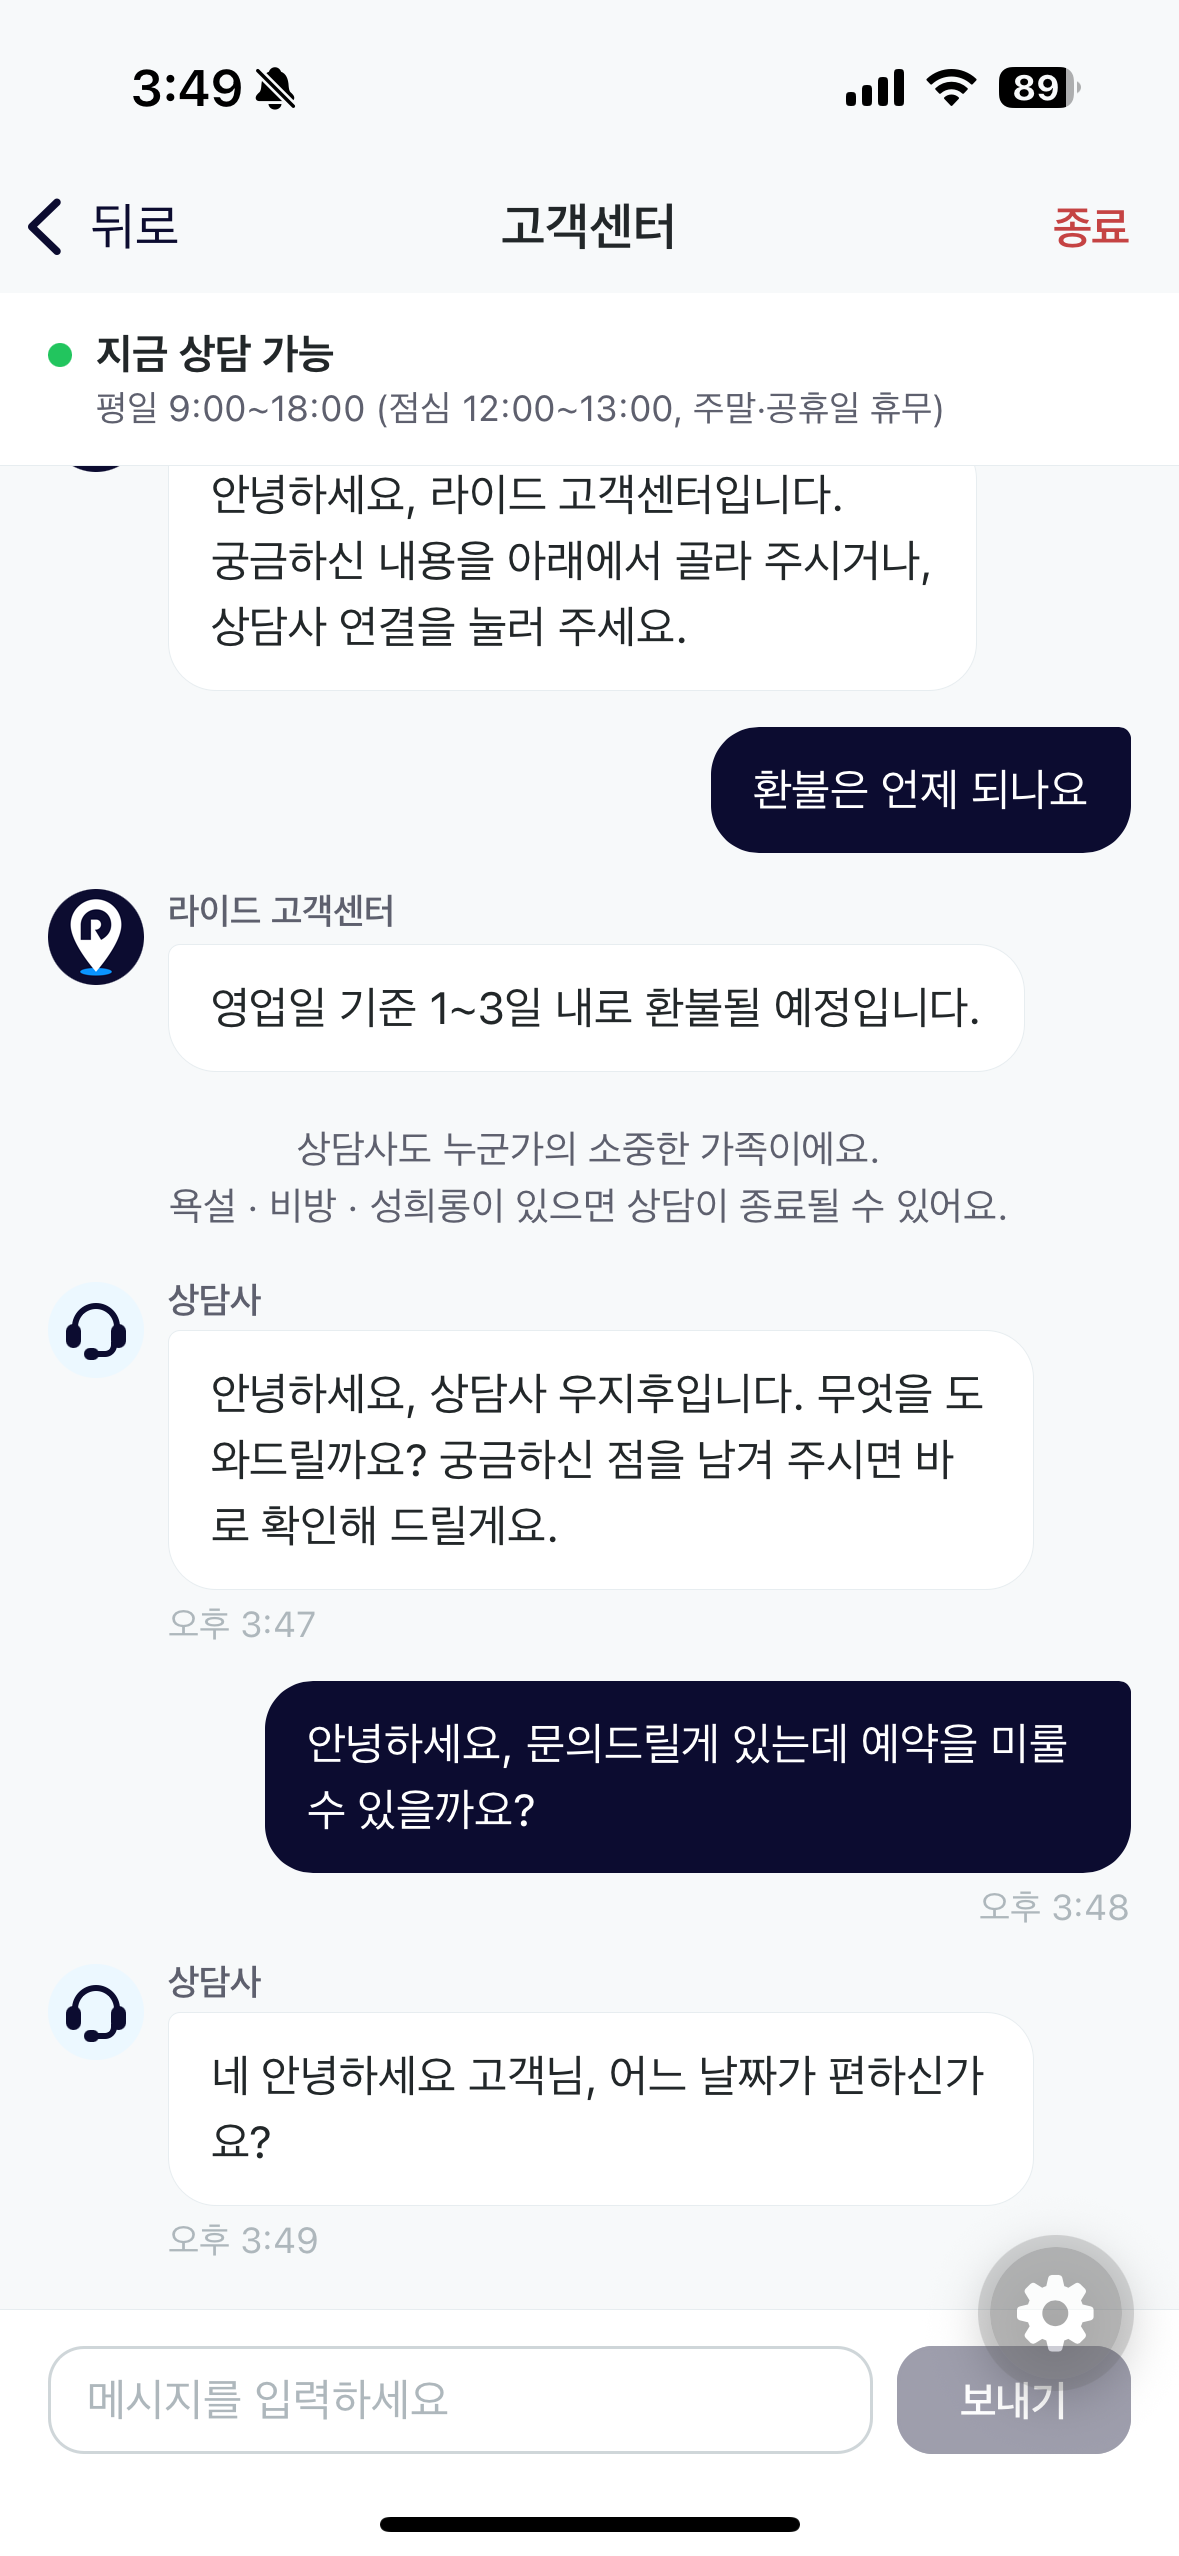 3:49
89
뒤로
고객센터
종료
지금 상담 가능
평일 9:00~18:00 (점심 12:00~13:00, 주말·공휴일 휴무)
안녕하세요, 라이드 고객센터입니다.
궁금하신 내용을 아래에서 골라 주시거나,
상담사 연결을 눌러 주세요.
환불은 언제 되나요
라이드 고객센터
영업일 기준 1~3일 내로 환불될 예정입니다.
상담사도 누군가의 소중한 가족이에요.
욕설 · 비방 · 성희롱이 있으면 상담이 종료될 수 있어요.
상담사
안녕하세요, 상담사 우지후입니다. 무엇을 도
와드릴까요? 궁금하신 점을 남겨 주시면 바
로 확인해 드릴게요.
오후 3:47
안녕하세요, 문의드릴게 있는데 예약을 미룰
수 있을까요?
오후 3:48
상담사
네 안녕하세요 고객님, 어느 날짜가 편하신가
요?
오후 3:49
메시지를 입력하세요
보내기